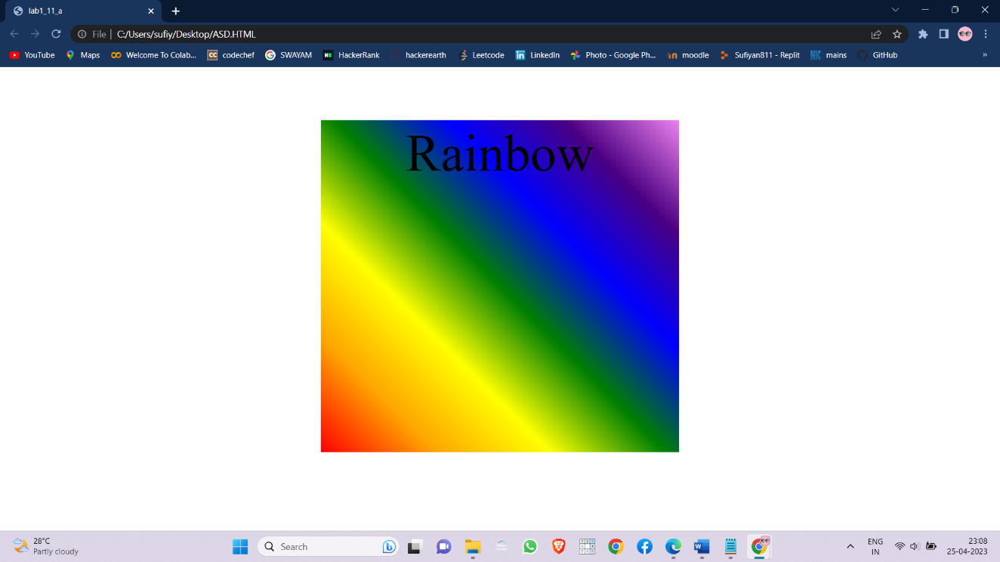 lab1_11_a
File | C:/Users/sufiy/Desktop/ASD.HTML
YouTube Maps Welcome To Colab... codechef SWAYAM HackerRank hackerearth Leetcode LinkedIn Photo - Google Ph... moodle Sufiyan811 - Replit mains GitHub »
Rainbow
28°C
Partly cloudy
Search
ENG
IN
23:08
25-04-2023